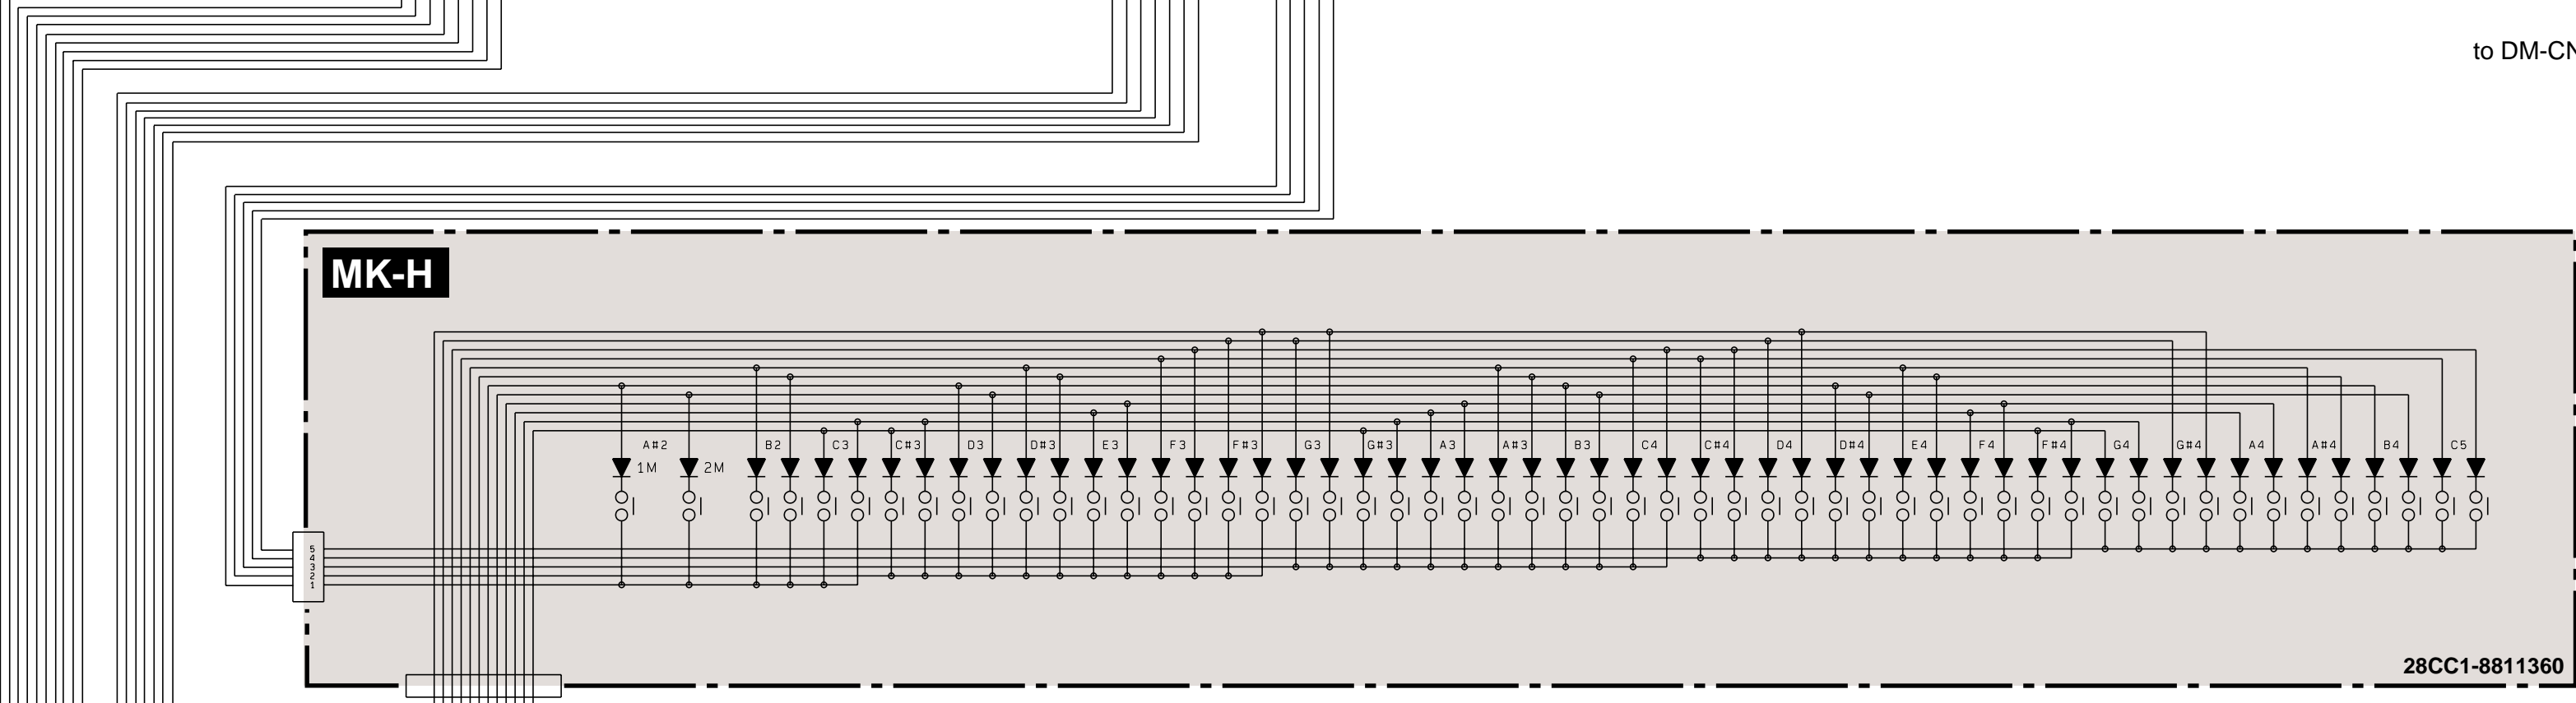 to DM-CN
MK-H
A#2 B2 C3 C#3 D3 D#3 E3 F3 F#3 G3 G#3 A3 A#3 B3 C4 C#4 D4 D#4 E4 F4 F#4 G4 G#4 A4 A#4 B4 C5
1M 2M
5
4
3
2
1
28CC1-8811360